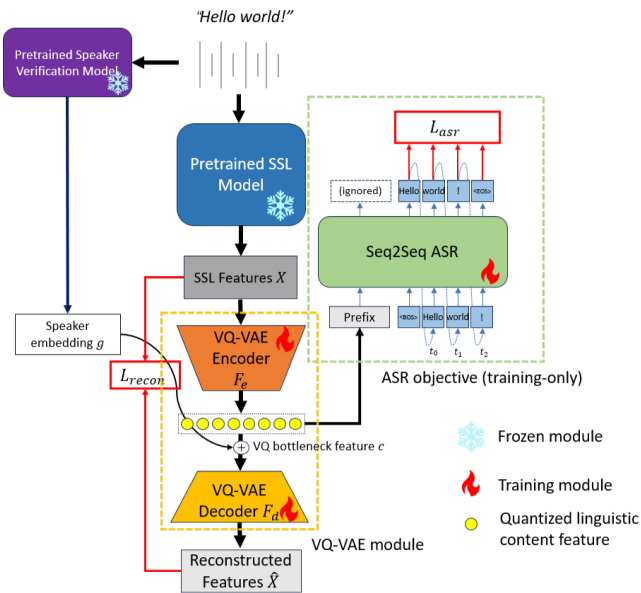 "Hello world!"
Pretrained Speaker
Verification Model
Pretrained SSL
Model
L_asr
(ignored)
Hello
world
!
<EOS>
Seq2Seq ASR
SSL Features X
Prefix
<BOS>
Hello
world
!
t_0
t_1
t_2
Speaker
embedding g
VQ-VAE
Encoder
F_e
ASR objective (training-only)
L_recon
+
VQ bottleneck feature c
Frozen module
VQ-VAE
Decoder F_d
Training module
Quantized linguistic
content feature
VQ-VAE module
Reconstructed
Features X̂